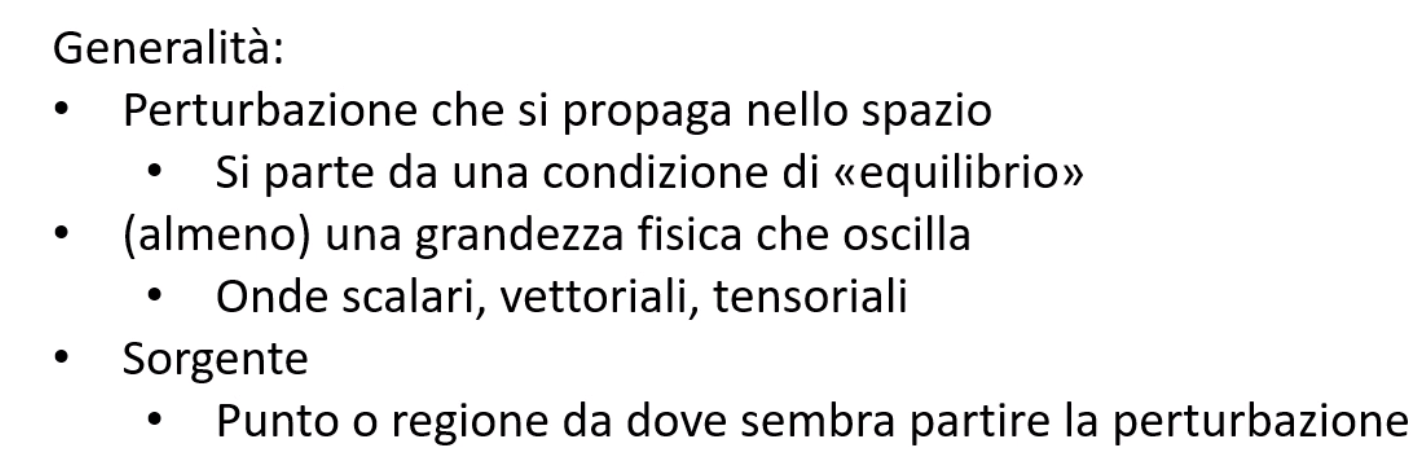 Generalità:
• Perturbazione che si propaga nello spazio
• Si parte da una condizione di «equilibrio»
• (almeno) una grandezza fisica che oscilla
• Onde scalari, vettoriali, tensoriali
• Sorgente
• Punto o regione da dove sembra partire la perturbazione